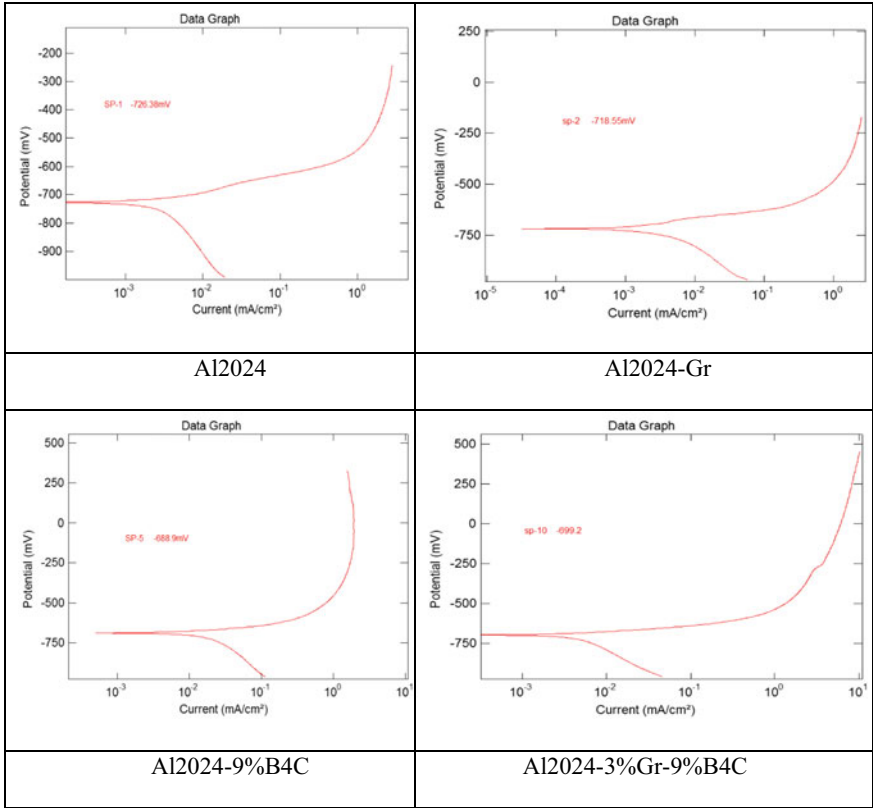 Data Graph
-200
-300
-400
-500
-600
-700
-800
-900
Potential (mV)
SP-1 -726.38mV
10⁻³ 10⁻² 10⁻¹ 10⁰
Current (mA/cm²)
Al2024
Data Graph
250
0
-250
-500
-750
Potential (mV)
sp-2 -718.55mV
10⁻⁵ 10⁻⁴ 10⁻³ 10⁻² 10⁻¹ 10⁰
Current (mA/cm²)
Al2024-Gr
Data Graph
500
250
0
-250
-500
-750
Potential (mV)
SP-5 -688.9mV
10⁻³ 10⁻² 10⁻¹ 10⁰ 10¹
Current (mA/cm²)
Al2024-9%B4C
Data Graph
500
250
0
-250
-500
-750
Potential (mV)
sp-10 -699.2
10⁻³ 10⁻² 10⁻¹ 10⁰ 10¹
Current (mA/cm²)
Al2024-3%Gr-9%B4C